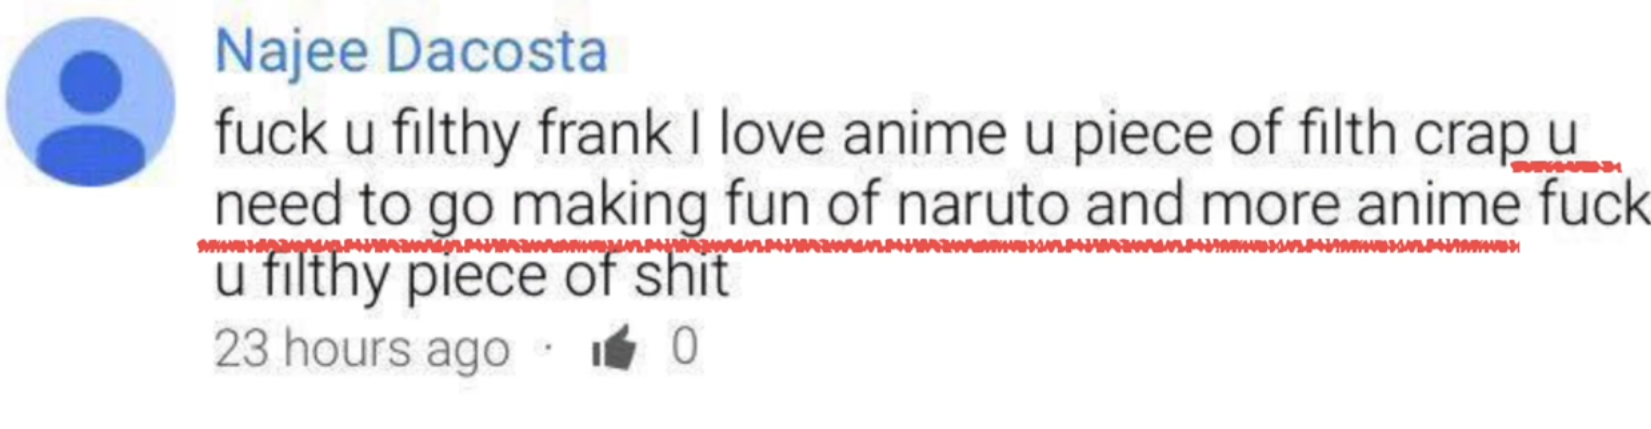 Najee Dacosta
fuck u filthy frank I love anime u piece of filth crap u
need to go making fun of naruto and more anime fuck
u filthy piece of shit
23 hours ago · 0